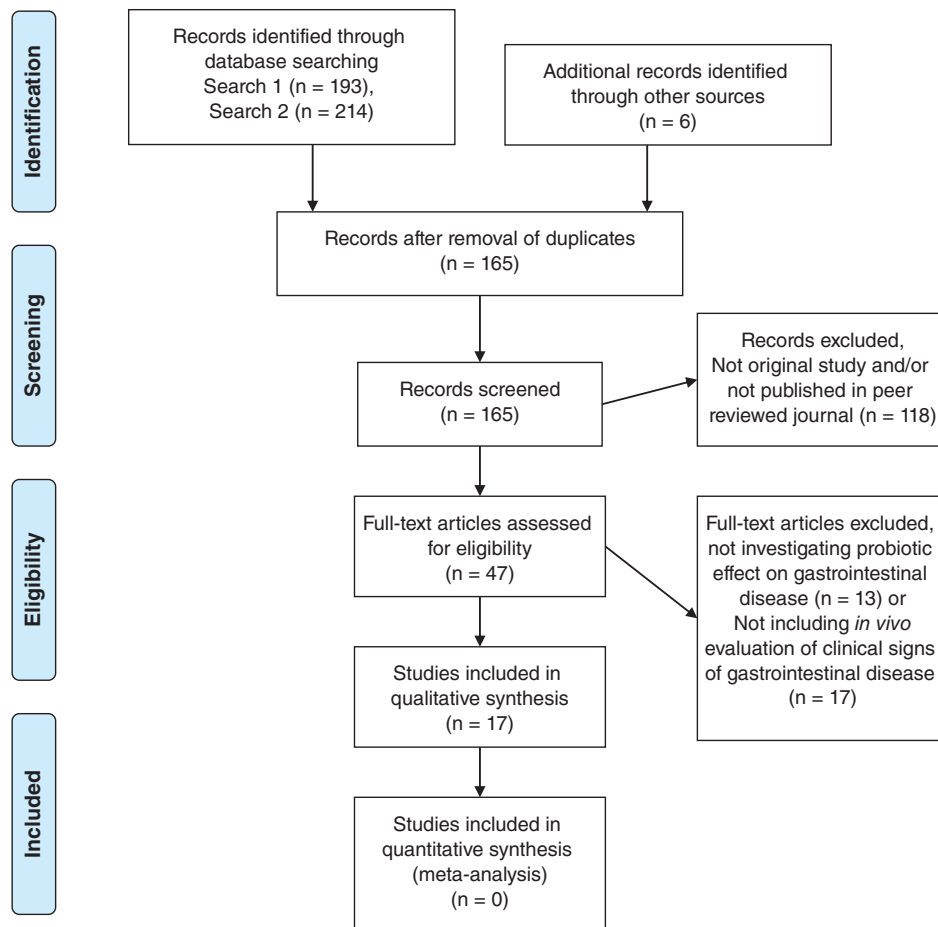 Identification
Records identified through
database searching
Search 1 (n = 193),
Search 2 (n = 214)
Additional records identified
through other sources
(n = 6)
Records after removal of duplicates
(n = 165)
Screening
Records screened
(n = 165)
Records excluded,
Not original study and/or
not published in peer
reviewed journal (n = 118)
Eligibility
Full-text articles assessed
for eligibility
(n = 47)
Full-text articles excluded,
not investigating probiotic
effect on gastrointestinal
disease (n = 13) or
Not including in vivo
evaluation of clinical signs
of gastrointestinal disease
(n = 17)
Studies included in
qualitative synthesis
(n = 17)
Included
Studies included in
quantitative synthesis
(meta-analysis)
(n = 0)